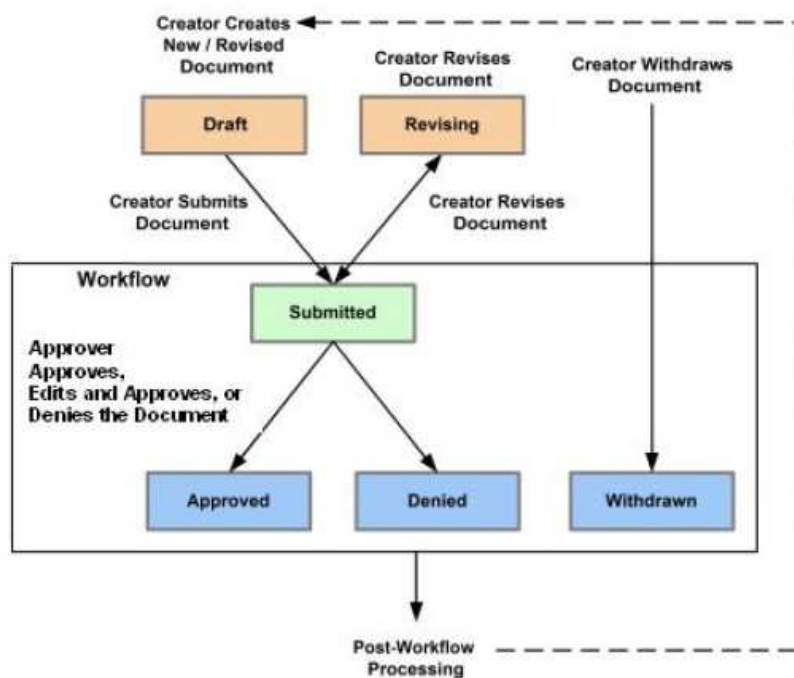 Creator Creates
New / Revised
Document
Creator Revises
Document
Creator Withdraws
Document
Draft
Revising
Creator Submits
Document
Creator Revises
Document
Workflow
Submitted
Approver
Approves,
Edits and Approves, or
Denies the Document
Approved
Denied
Withdrawn
Post-Workflow
Processing